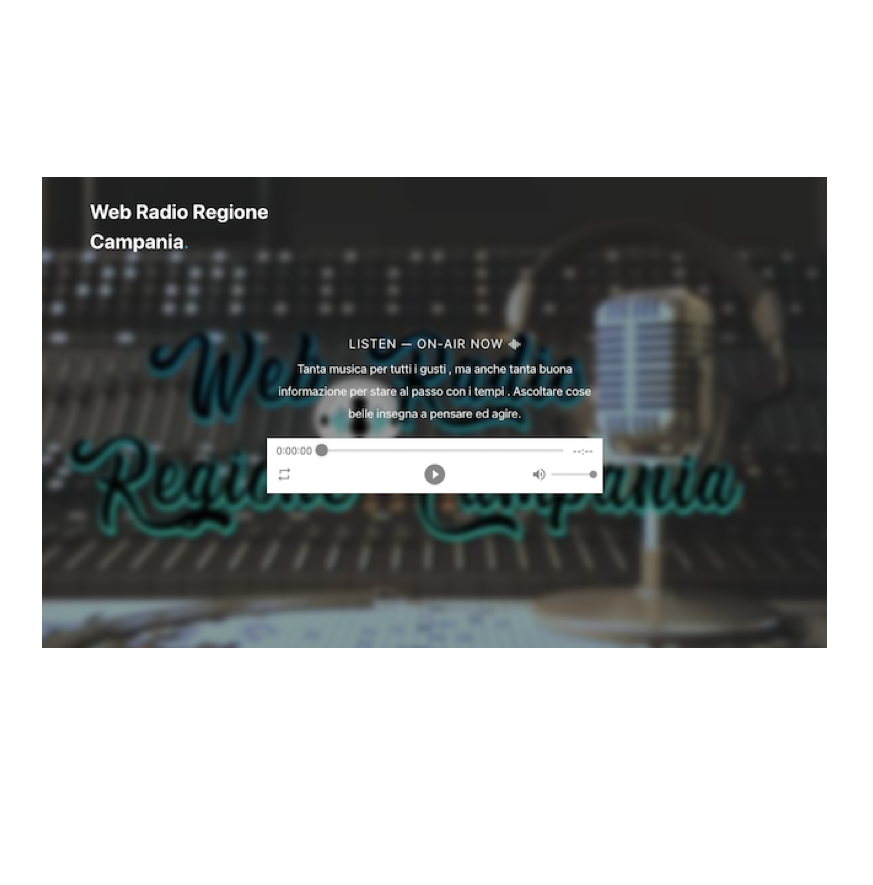 Web Radio Regione
Campania.
LISTEN — ON-AIR NOW
Tanta musica per tutti i gusti , ma anche tanta buona
informazione per stare al passo con i tempi . Ascoltare cose
belle insegna a pensare ed agire.
Web Radio
0:00:00 --:--
Regione Campania